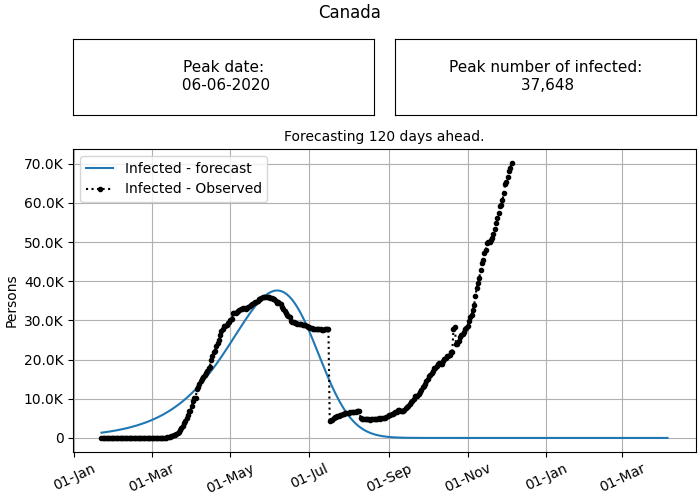 Canada
Peak date:
06-06-2020
Peak number of infected:
37,648
Forecasting 120 days ahead.
Infected - forecast
Infected - Observed
Persons
70.0K
60.0K
50.0K
40.0K
30.0K
20.0K
10.0K
0
01-Jan
01-Mar
01-May
01-Jul
01-Sep
01-Nov
01-Jan
01-Mar